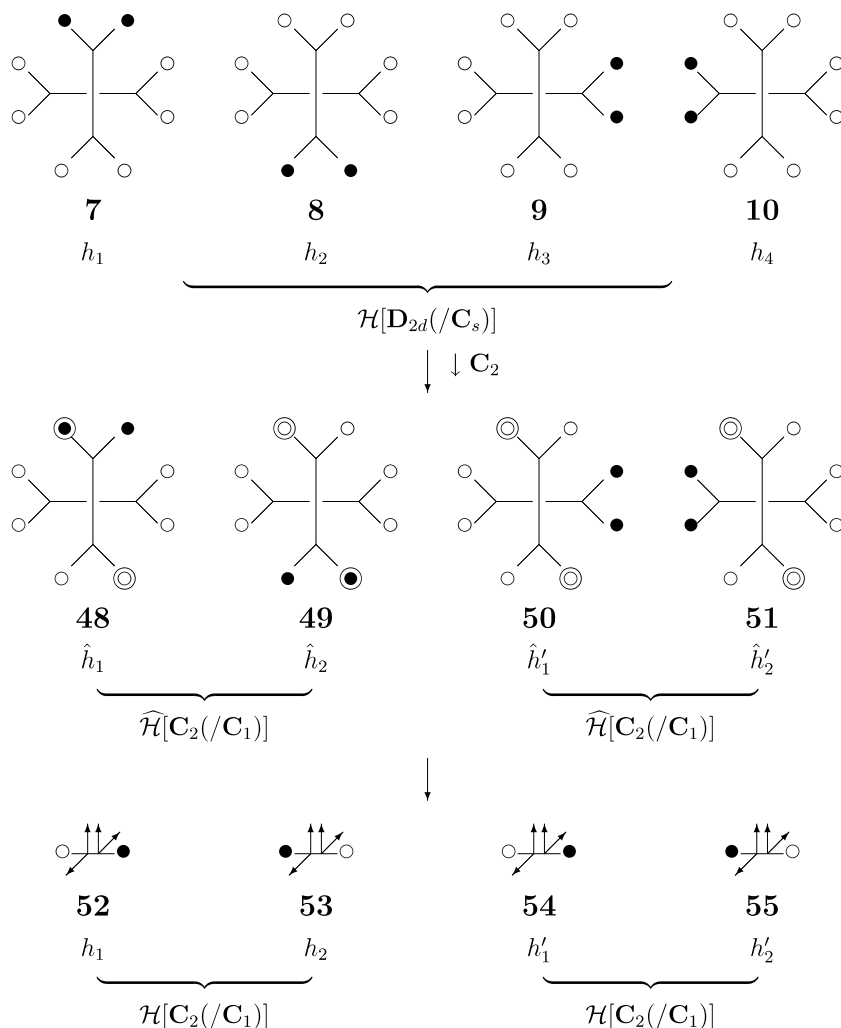 7 8 9 10
h₁ h₂ h₃ h₄
ℋ[D₂d(/Cₛ)]
↓ C₂
48 49 50 51
ĥ₁ ĥ₂ ĥ′₁ ĥ′₂
ℋ̂[C₂(/C₁)] ℋ̂[C₂(/C₁)]
52 53 54 55
h₁ h₂ h′₁ h′₂
ℋ[C₂(/C₁)] ℋ[C₂(/C₁)]